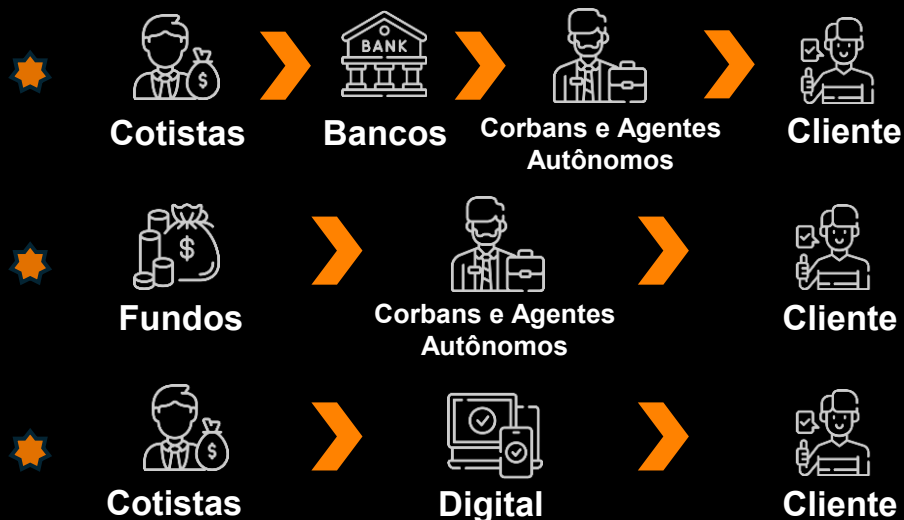 BANK
Cotistas
Bancos
Corbans e Agentes
Autônomos
Cliente
Fundos
Corbans e Agentes
Autônomos
Cliente
Cotistas
Digital
Cliente